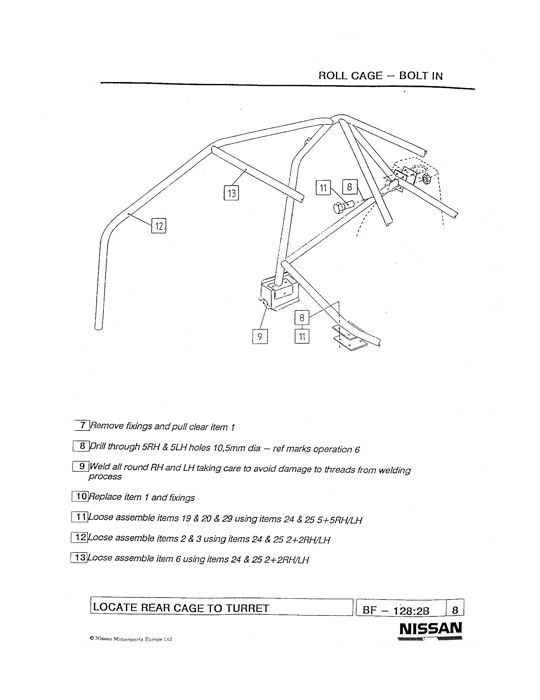 ROLL CAGE – BOLT IN
11
8
13
12
8
9
11
7 Remove fixings and pull clear item 1
8 Drill through 5RH & 5LH holes 10,5mm dia – ref marks operation 6
9 Weld all round RH and LH taking care to avoid damage to threads from welding
process
10 Replace item 1 and fixings
11 Loose assemble items 19 & 20 & 29 using items 24 & 25 5+5RH/LH
12 Loose assemble items 2 & 3 using items 24 & 25 2+2RH/LH
13 Loose assemble item 6 using items 24 & 25 2+2RH/LH
LOCATE REAR CAGE TO TURRET
BF – 128:2B
8
NISSAN
© Nissan Motorsports Europe Ltd